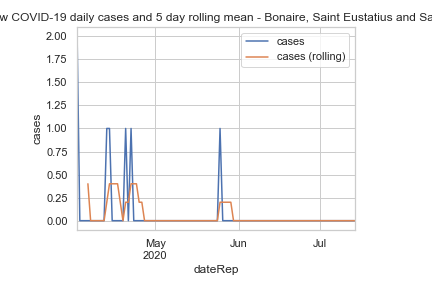 w COVID-19 daily cases and 5 day rolling mean - Bonaire, Saint Eustatius and Sa
cases
cases (rolling)
2.00
1.75
1.50
1.25
1.00
0.75
0.50
0.25
0.00
cases
May
2020
Jun
Jul
dateRep